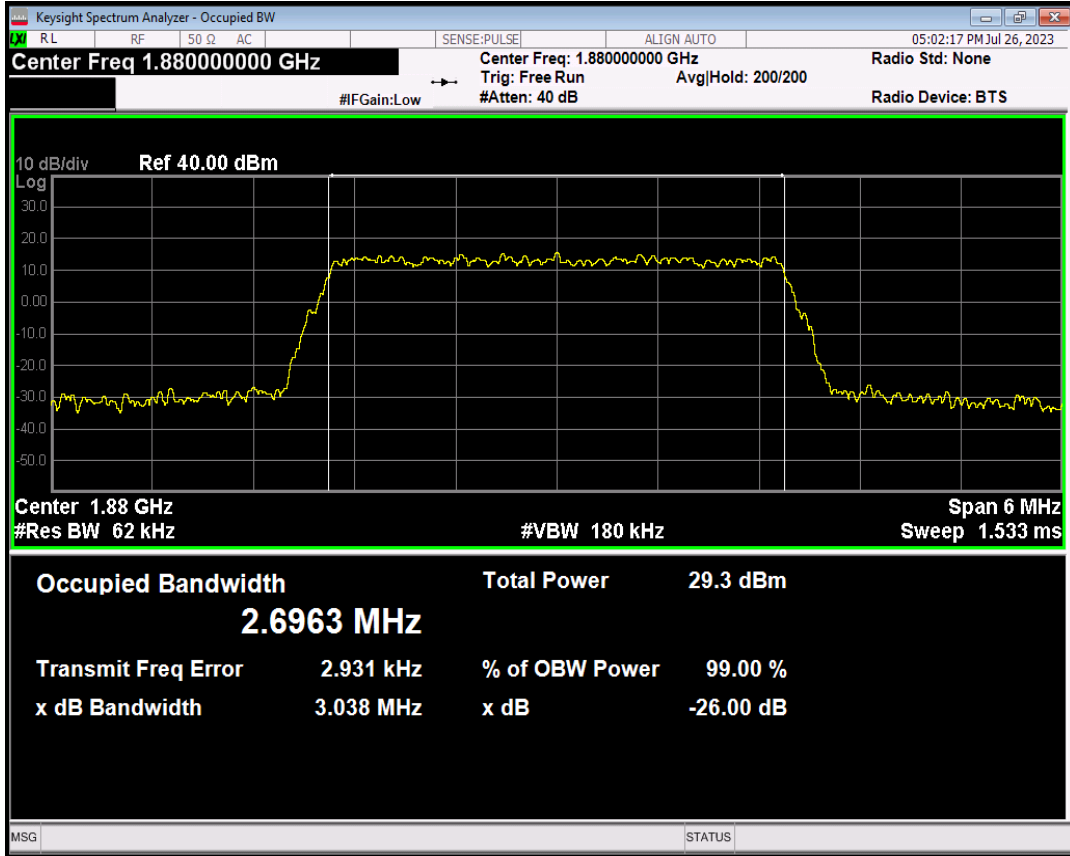 Keysight Spectrum Analyzer - Occupied BW
LXI RL RF 50 Ω AC SENSE:PULSE ALIGN AUTO 05:02:17 PM Jul 26, 2023
Center Freq 1.880000000 GHz Center Freq: 1.880000000 GHz Radio Std: None
Trig: Free Run Avg|Hold: 200/200
#IFGain:Low #Atten: 40 dB Radio Device: BTS
10 dB/div Ref 40.00 dBm
Log
30.0
20.0
10.0
0.00
-10.0
-20.0
-30.0
-40.0
-50.0
Center 1.88 GHz Span 6 MHz
#Res BW 62 kHz #VBW 180 kHz Sweep 1.533 ms
Occupied Bandwidth Total Power 29.3 dBm
2.6963 MHz
Transmit Freq Error 2.931 kHz % of OBW Power 99.00 %
x dB Bandwidth 3.038 MHz x dB -26.00 dB
MSG STATUS